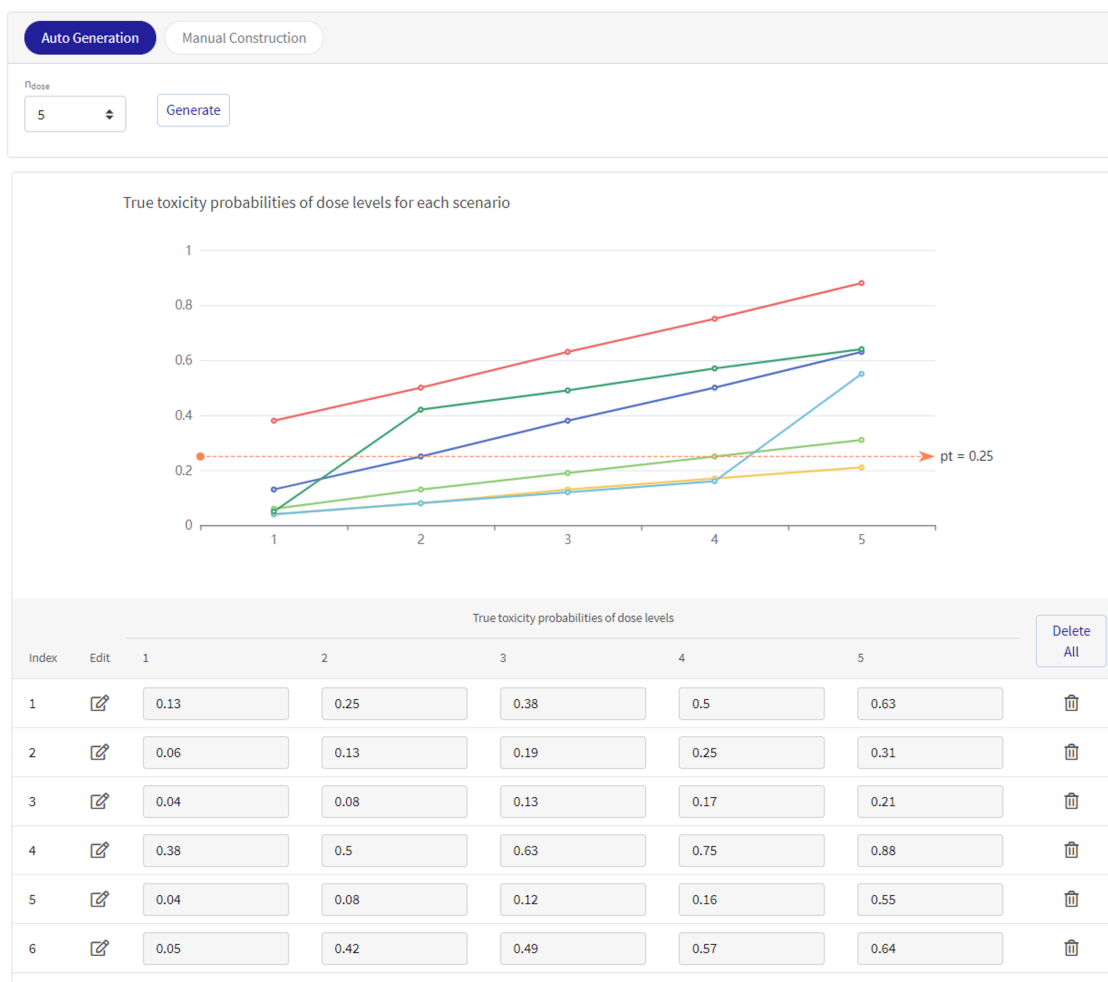 Auto Generation Manual Construction
ndose
5 Generate
True toxicity probabilities of dose levels for each scenario
1
0.8
0.6
0.4
pt = 0.25
0.2
0
1 2 3 4 5
True toxicity probabilities of dose levels
Delete
All
Index Edit 1 2 3 4 5
1 0.13 0.25 0.38 0.5 0.63
2 0.06 0.13 0.19 0.25 0.31
3 0.04 0.08 0.13 0.17 0.21
4 0.38 0.5 0.63 0.75 0.88
5 0.04 0.08 0.12 0.16 0.55
6 0.05 0.42 0.49 0.57 0.64